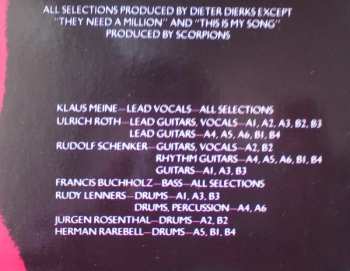 ALL SELECTIONS PRODUCED BY DIETER DIERKS EXCEPT
"THEY NEED A MILLION" AND "THIS IS MY SONG"
PRODUCED BY SCORPIONS
KLAUS MEINE—LEAD VOCALS—ALL SELECTIONS
ULRICH ROTH—LEAD GUITARS, VOCALS—A1, A2, A3, B2, B3
LEAD GUITARS—A4, A5, A6, B1, B4
RUDOLF SCHENKER—GUITARS, VOCALS—A2, B2
RHYTHM GUITARS—A4, A5, A6, B1, B4
GUITARS—A1, A3, B3
FRANCIS BUCHHOLZ—BASS—ALL SELECTIONS
RUDY LENNERS—DRUMS—A1, A3, B3
DRUMS, PERCUSSION—A4, A6
JURGEN ROSENTHAL—DRUMS—A2, B2
HERMAN RAREBELL—DRUMS—A5, B1, B4